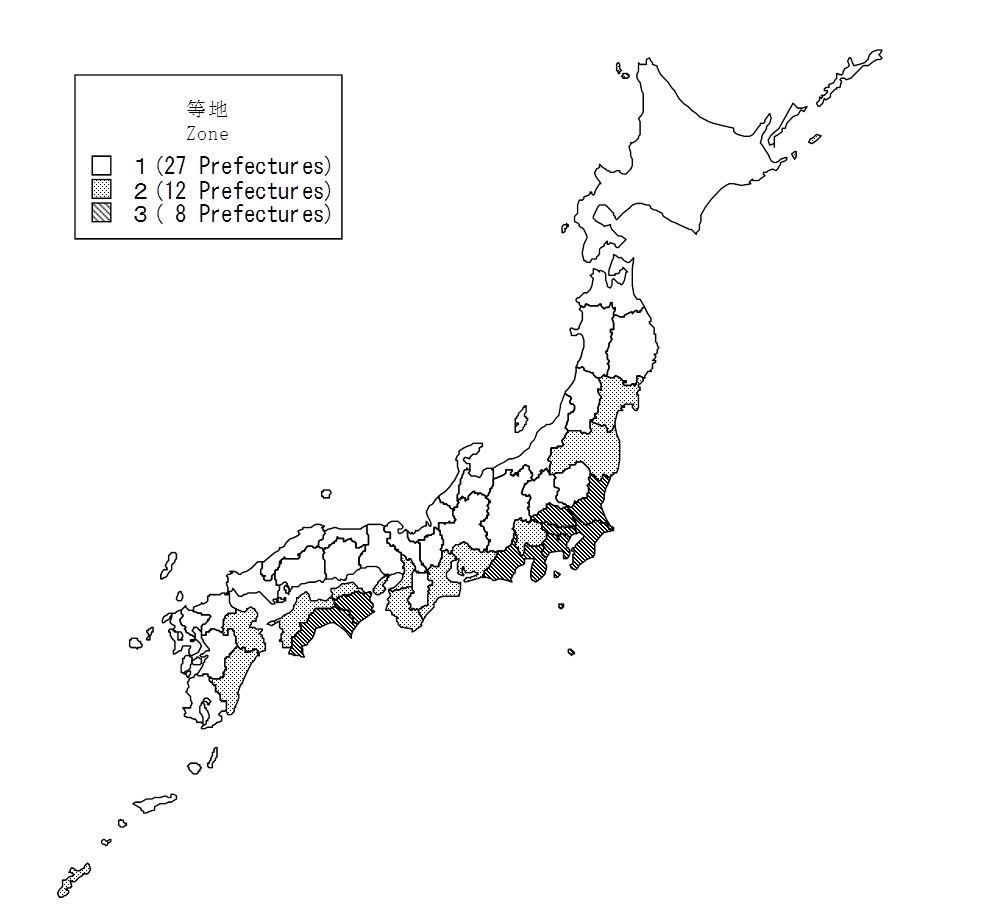 等地
Zone
1 (27 Prefectures)
2 (12 Prefectures)
3 ( 8 Prefectures)